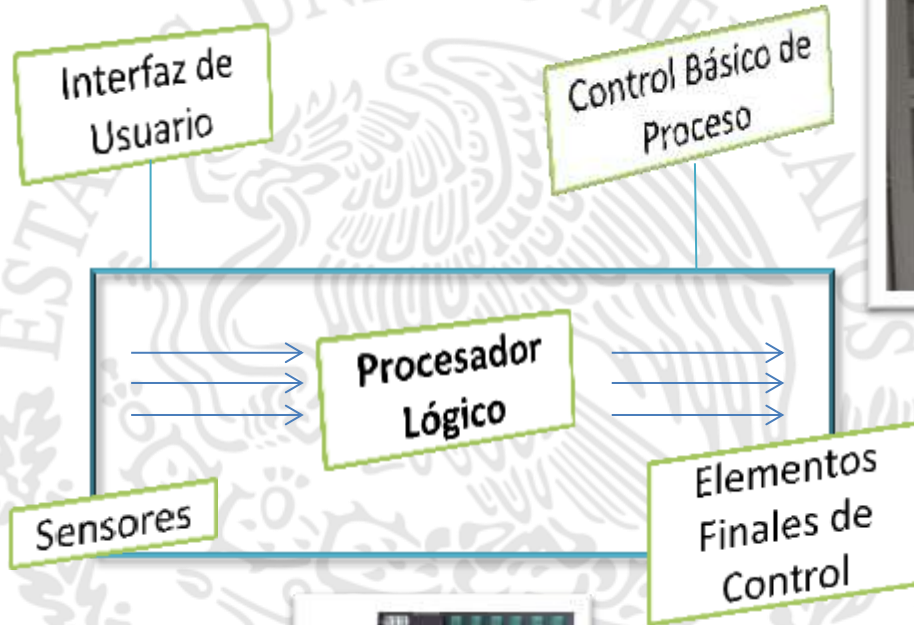 Interfaz de
Usuario
Control Básico de
Proceso
Procesador
Lógico
Sensores
Elementos
Finales de
Control